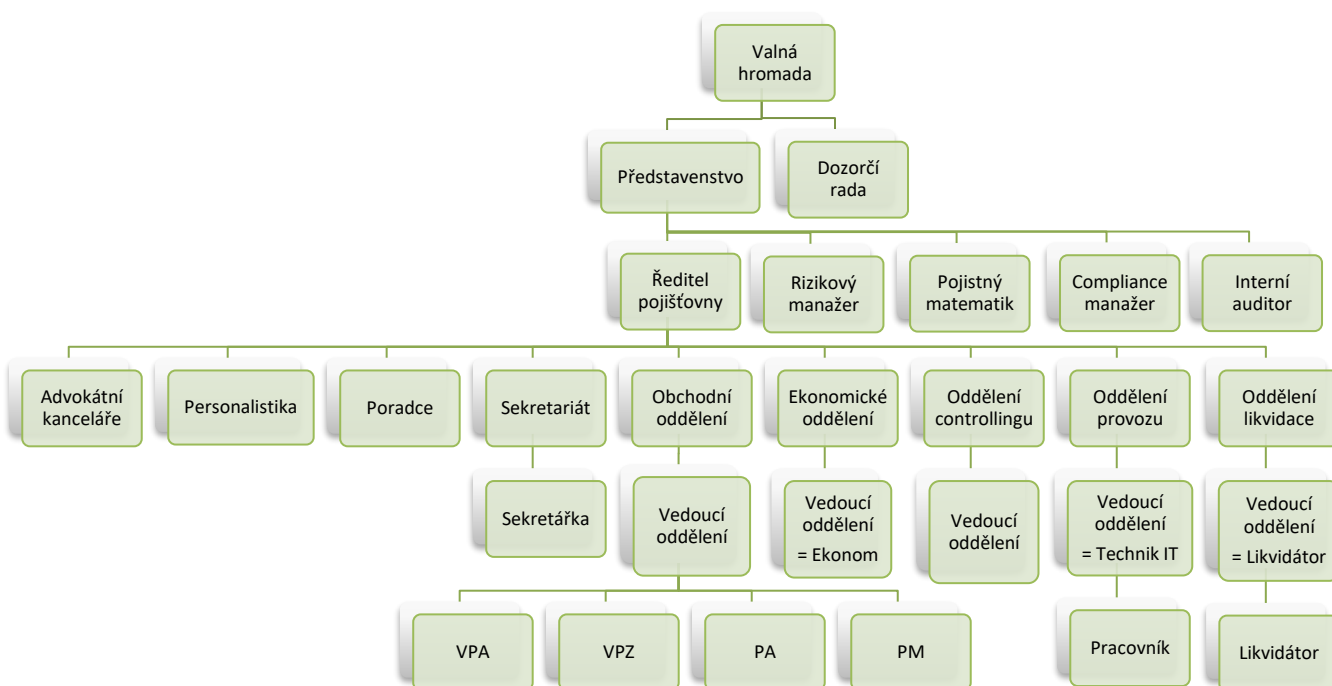 Valná
hromada
Představenstvo
Dozorčí
rada
Ředitel
pojišťovny
Rizikový
manažer
Pojistný
matematik
Compliance
manažer
Interní
auditor
Advokátní
kanceláře
Personalistika
Poradce
Sekretariát
Obchodní
oddělení
Ekonomické
oddělení
Oddělení
controllingu
Oddělení
provozu
Oddělení
likvidace
Sekretářka
Vedoucí
oddělení
Vedoucí
oddělení
= Ekonom
Vedoucí
oddělení
Vedoucí
oddělení
= Technik IT
Vedoucí
oddělení
= Likvidátor
VPA
VPZ
PA
PM
Pracovník
Likvidátor